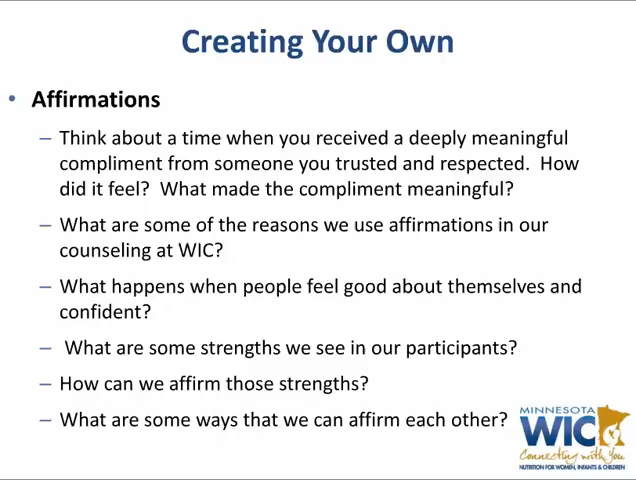 Creating Your Own
• Affirmations
– Think about a time when you received a deeply meaningful
compliment from someone you trusted and respected.  How
did it feel?  What made the compliment meaningful?
– What are some of the reasons we use affirmations in our
counseling at WIC?
– What happens when people feel good about themselves and
confident?
– What are some strengths we see in our participants?
– How can we affirm those strengths?
– What are some ways that we can affirm each other?
MINNESOTA
WIC
Connecting with You
NUTRITION FOR WOMEN, INFANTS & CHILDREN